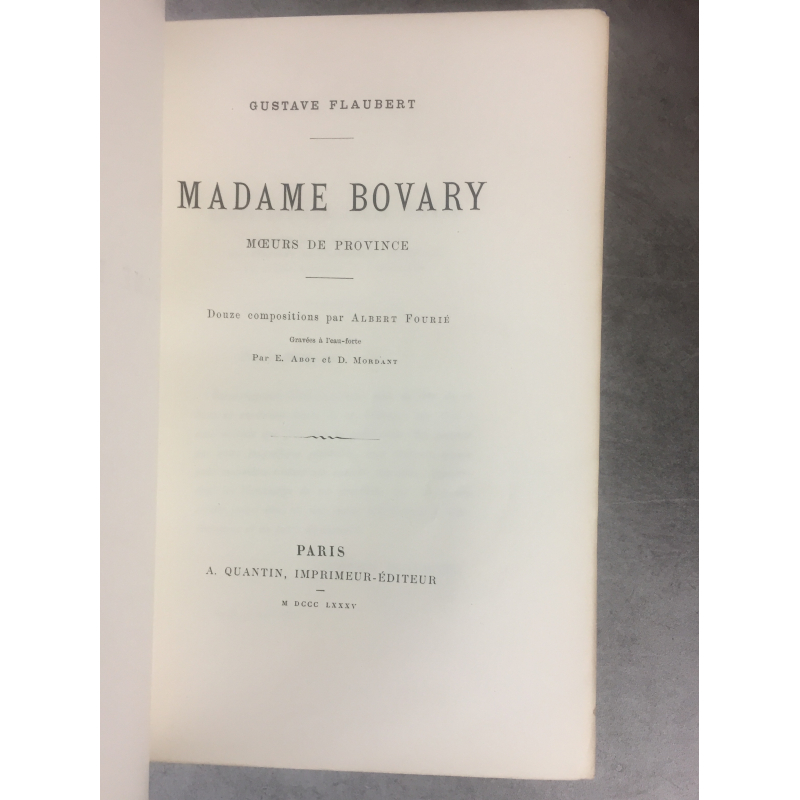 GUSTAVE FLAUBERT
MADAME BOVARY
MŒURS DE PROVINCE
Douze compositions par ALBERT FOURIÉ
Gravées à l'eau-forte
Par E. ABOT et D. MORDANT
PARIS
A. QUANTIN, IMPRIMEUR-ÉDITEUR
M DCCC LXXXV